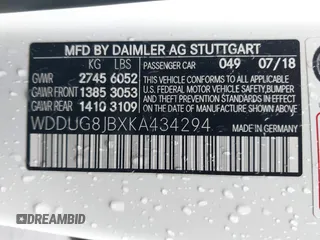 MFD BY DAIMLER AG STUTTGART
KG LBS PASSENGER CAR 049 07/18
GVWR 2745 6052
GAWR FRONT 1385 3053
GAWR REAR 1410 3109
THIS VEHICLE CONFORMS TO ALL APPLICABLE FEDERAL MOTOR VEHICLE SAFETY, BUMPER, AND THEFT PREVENTION STANDARDS IN EFFECT ON THE DATE OF MANUFACTURE SHOWN ABOVE.
WDDUG8JBXKA434294
MADE IN GERMANY
DREAMBID